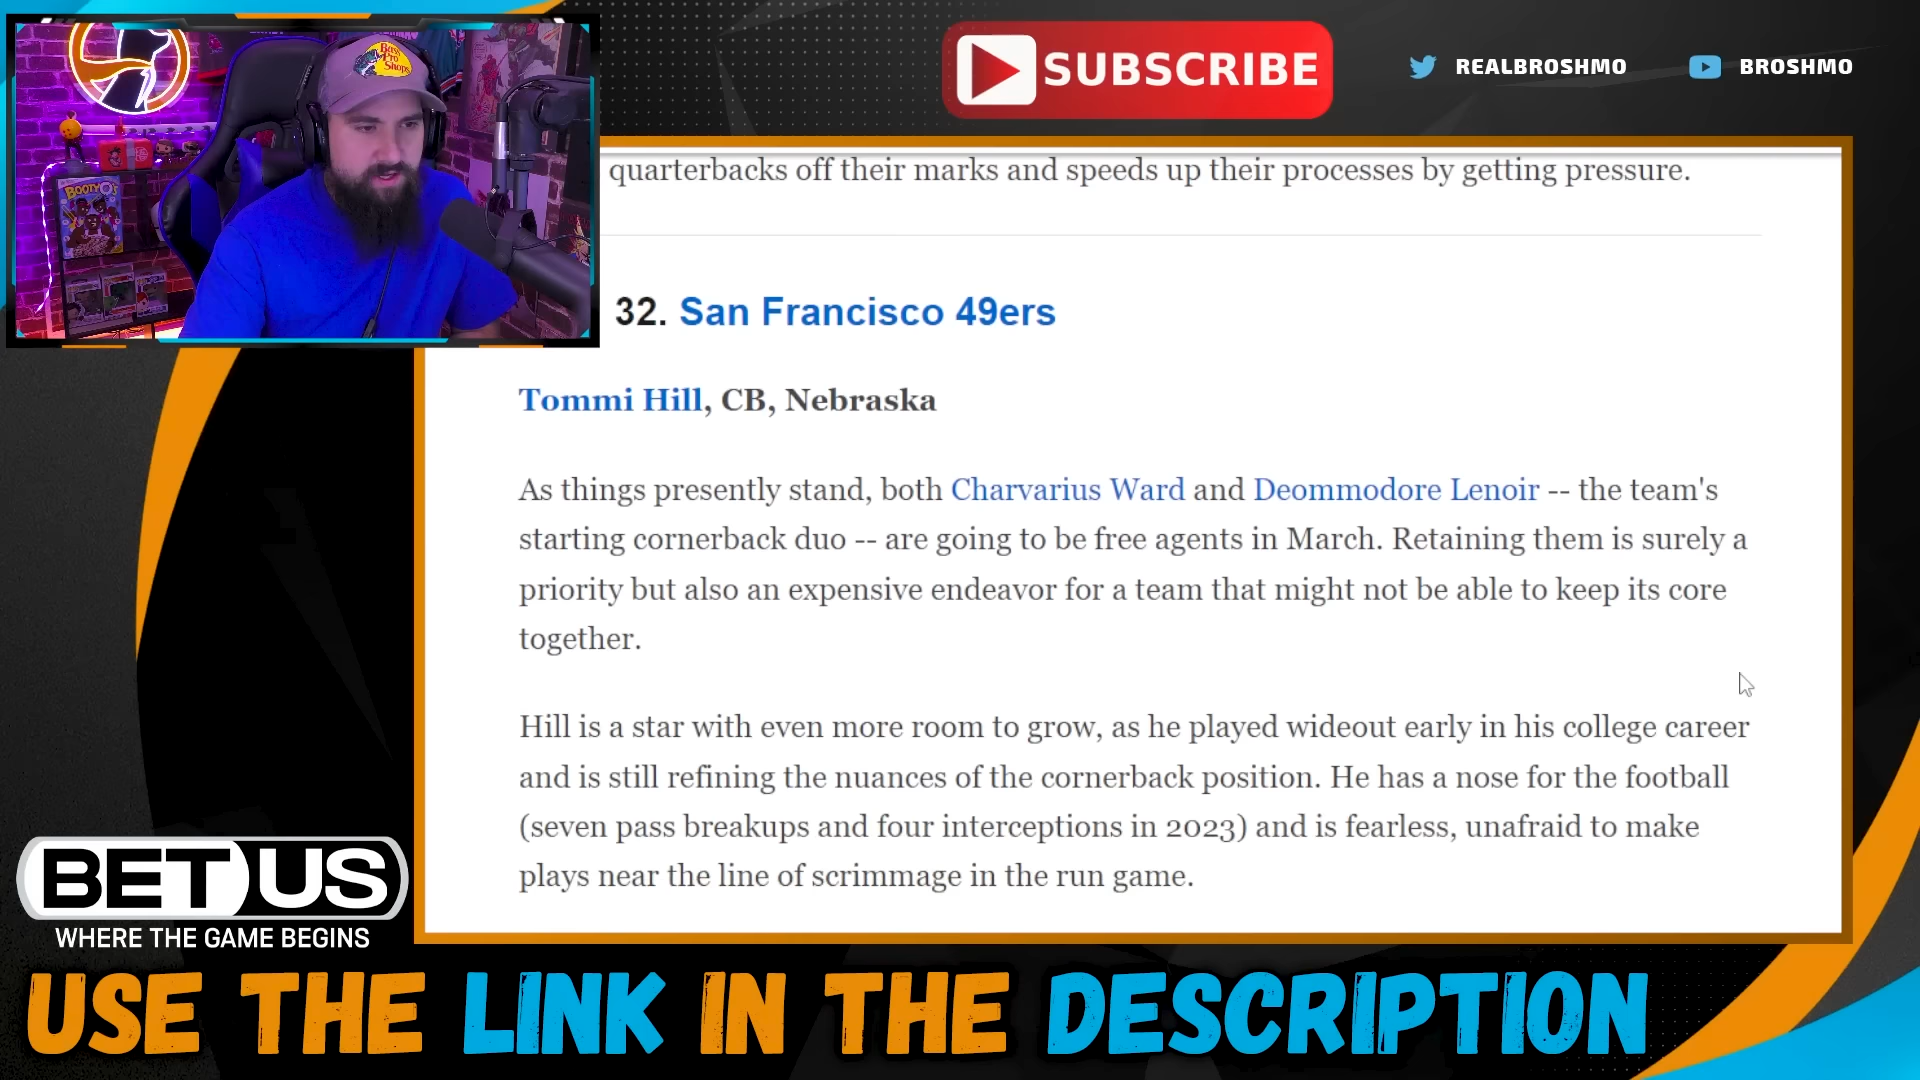 Bass
Pro
Shops
BOOTY O's
SUBSCRIBE
REALBROSHMO
BROSHMO
quarterbacks off their marks and speeds up their processes by getting pressure.
32. San Francisco 49ers
Tommi Hill, CB, Nebraska
As things presently stand, both Charvarius Ward and Deommodore Lenoir -- the team's
starting cornerback duo -- are going to be free agents in March. Retaining them is surely a
priority but also an expensive endeavor for a team that might not be able to keep its core
together.
Hill is a star with even more room to grow, as he played wideout early in his college career
and is still refining the nuances of the cornerback position. He has a nose for the football
(seven pass breakups and four interceptions in 2023) and is fearless, unafraid to make
plays near the line of scrimmage in the run game.
BETUS
WHERE THE GAME BEGINS
USE THE LINK IN THE DESCRIPTION